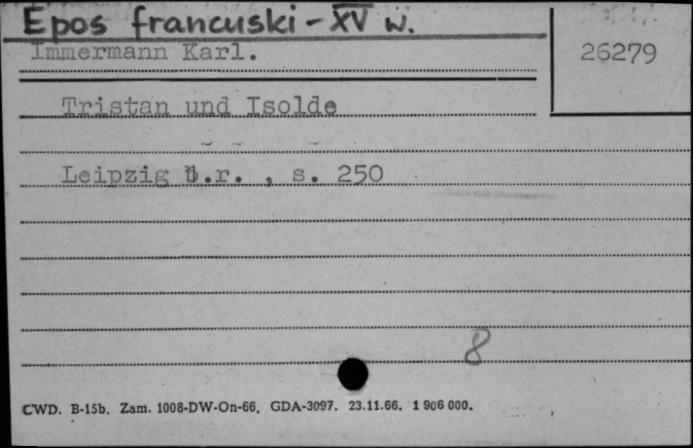 Epos francuski - XV w.
Immermann Karl.
26279
Tristan und Isolde
Leipzig b.r. , s. 250
8
CWD. B-15b. Zam. 1008-DW-On-66. GDA-3097. 23.11.66. 1 906 000.